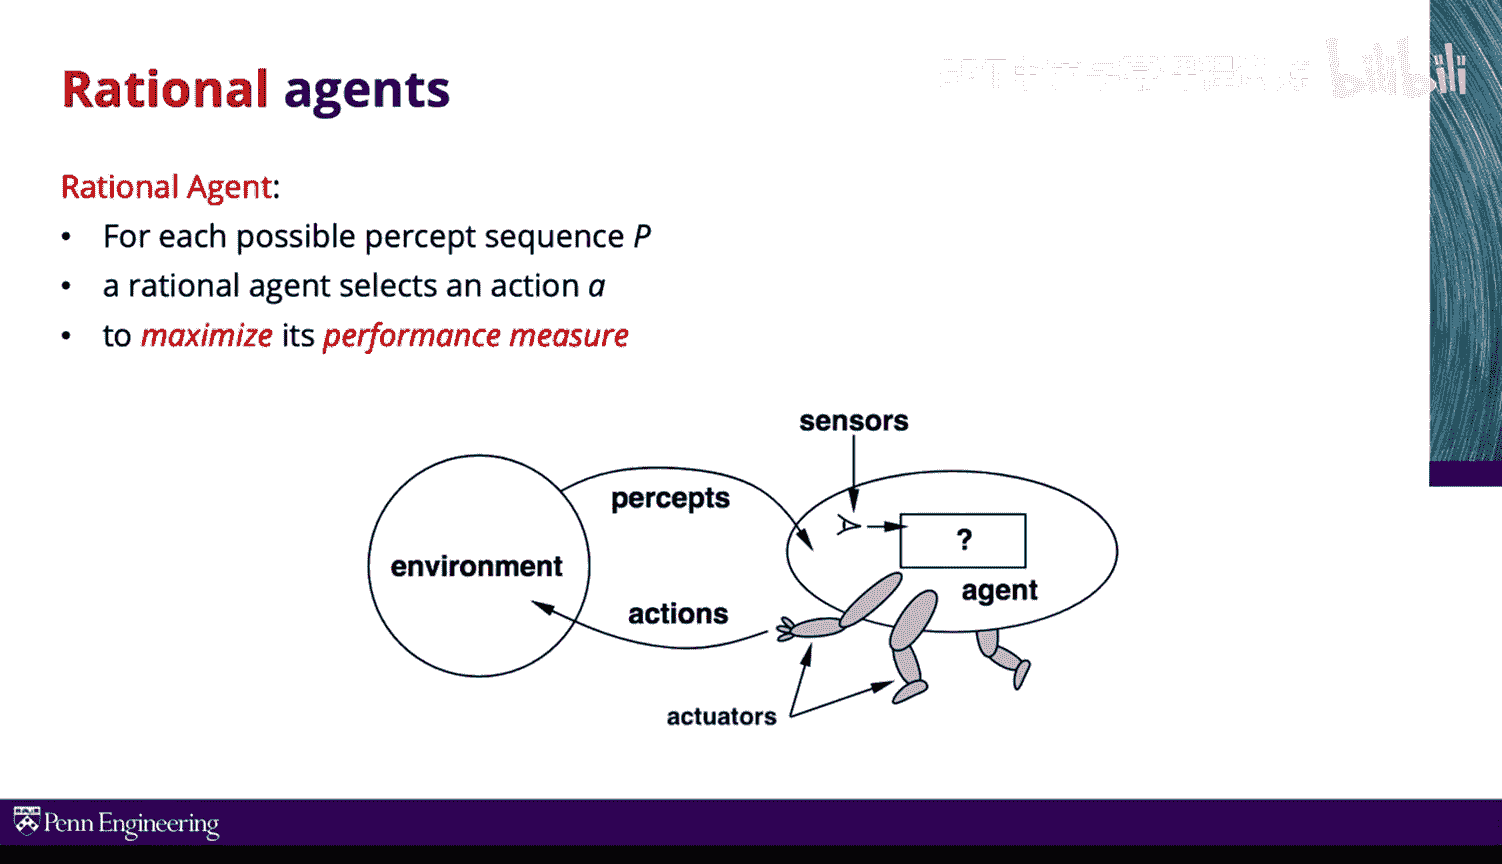 Rational agents
bilibili
Rational Agent:
• For each possible percept sequence P
• a rational agent selects an action a
• to maximize its performance measure
sensors
percepts
?
environment
agent
actions
actuators
Penn Engineering